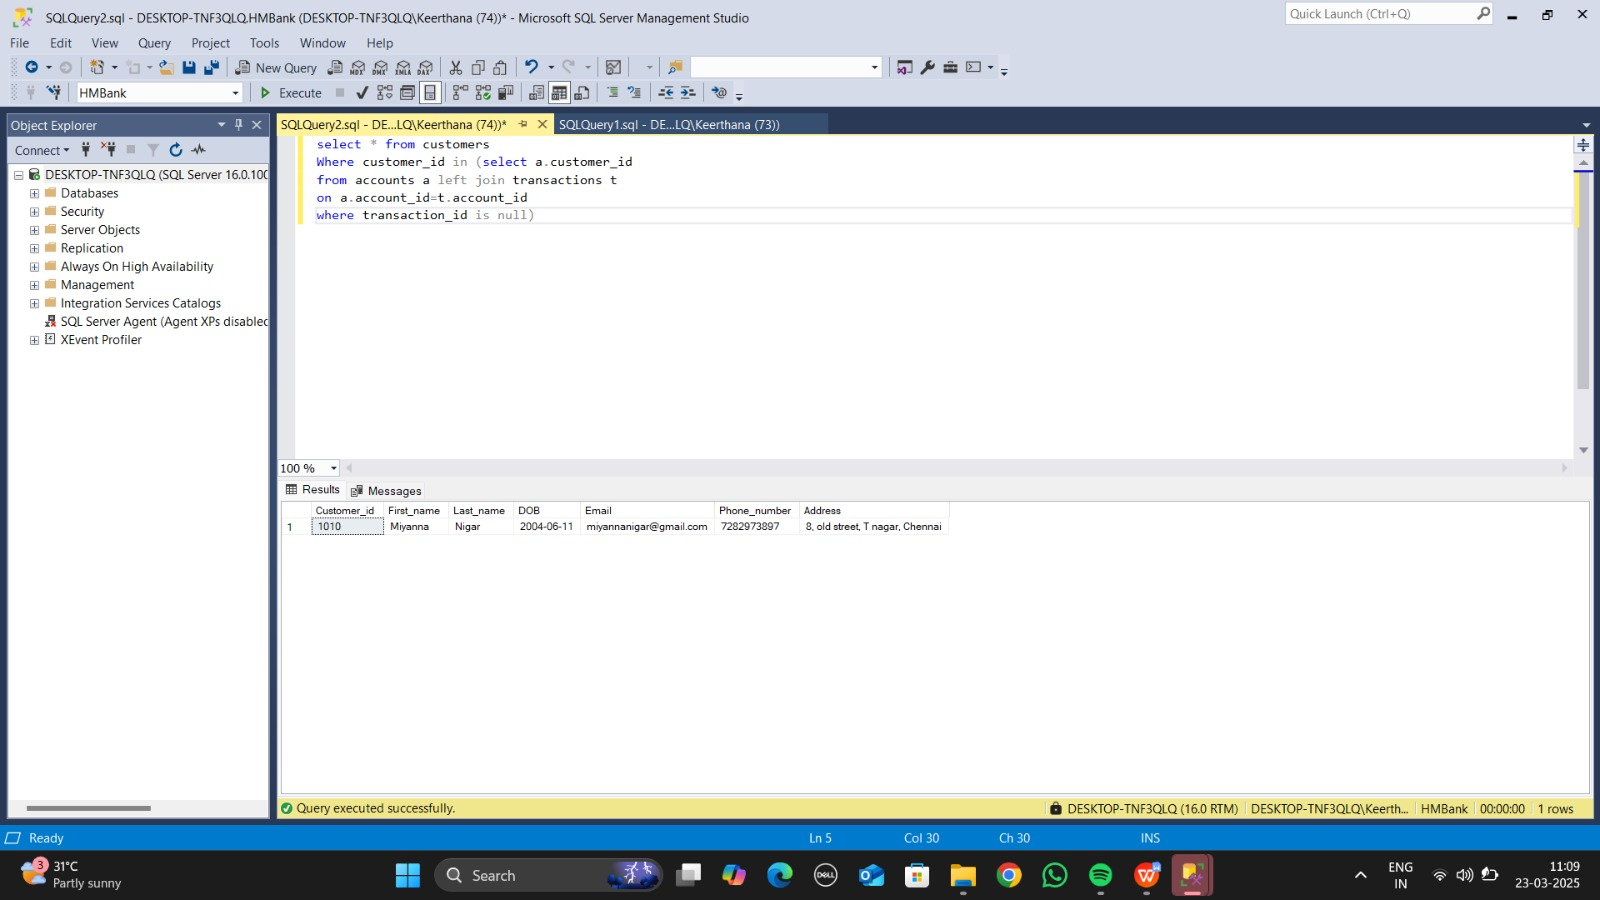 SQLQuery2.sql - DESKTOP-TNF3QLQ.HMBank (DESKTOP-TNF3QLQ\Keerthana (74))* - Microsoft SQL Server Management Studio
Quick Launch (Ctrl+Q)
File Edit View Query Project Tools Window Help
New Query MDX DMX XMLA DAX
HMBank Execute
Object Explorer
SQLQuery2.sql - DE...LQ\Keerthana (74))* SQLQuery1.sql - DE...LQ\Keerthana (73))
Connect
DESKTOP-TNF3QLQ (SQL Server 16.0.100
Databases
Security
Server Objects
Replication
Always On High Availability
Management
Integration Services Catalogs
SQL Server Agent (Agent XPs disabled
XEvent Profiler
select * from customers
Where customer_id in (select a.customer_id
from accounts a left join transactions t
on a.account_id=t.account_id
where transaction_id is null)
100 %
Results Messages
Customer_id First_name Last_name DOB Email Phone_number Address
1 1010 Miyanna Nigar 2004-06-11 miyannanigar@gmail.com 7282973897 8, old street, T nagar, Chennai
Query executed successfully. DESKTOP-TNF3QLQ (16.0 RTM) DESKTOP-TNF3QLQ\Keerth... HMBank 00:00:00 1 rows
Ready Ln 5 Col 30 Ch 30 INS
3 31°C
Partly sunny
Search
DELL
ENG
IN
11:09
23-03-2025